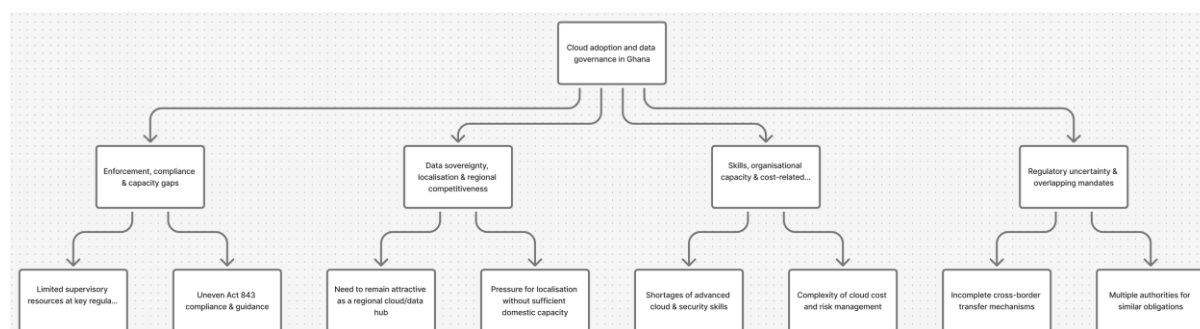 Cloud adoption and data
governance in Ghana
Enforcement, compliance
& capacity gaps
Data sovereignty,
localisation & regional
competitiveness
Skills, organisational
capacity & cost-related...
Regulatory uncertainty &
overlapping mandates
Limited supervisory
resources at key regula...
Uneven Act 843
compliance & guidance
Need to remain attractive
as a regional cloud/data
hub
Pressure for localisation
without sufficient
domestic capacity
Shortages of advanced
cloud & security skills
Complexity of cloud cost
and risk management
Incomplete cross-border
transfer mechanisms
Multiple authorities for
similar obligations